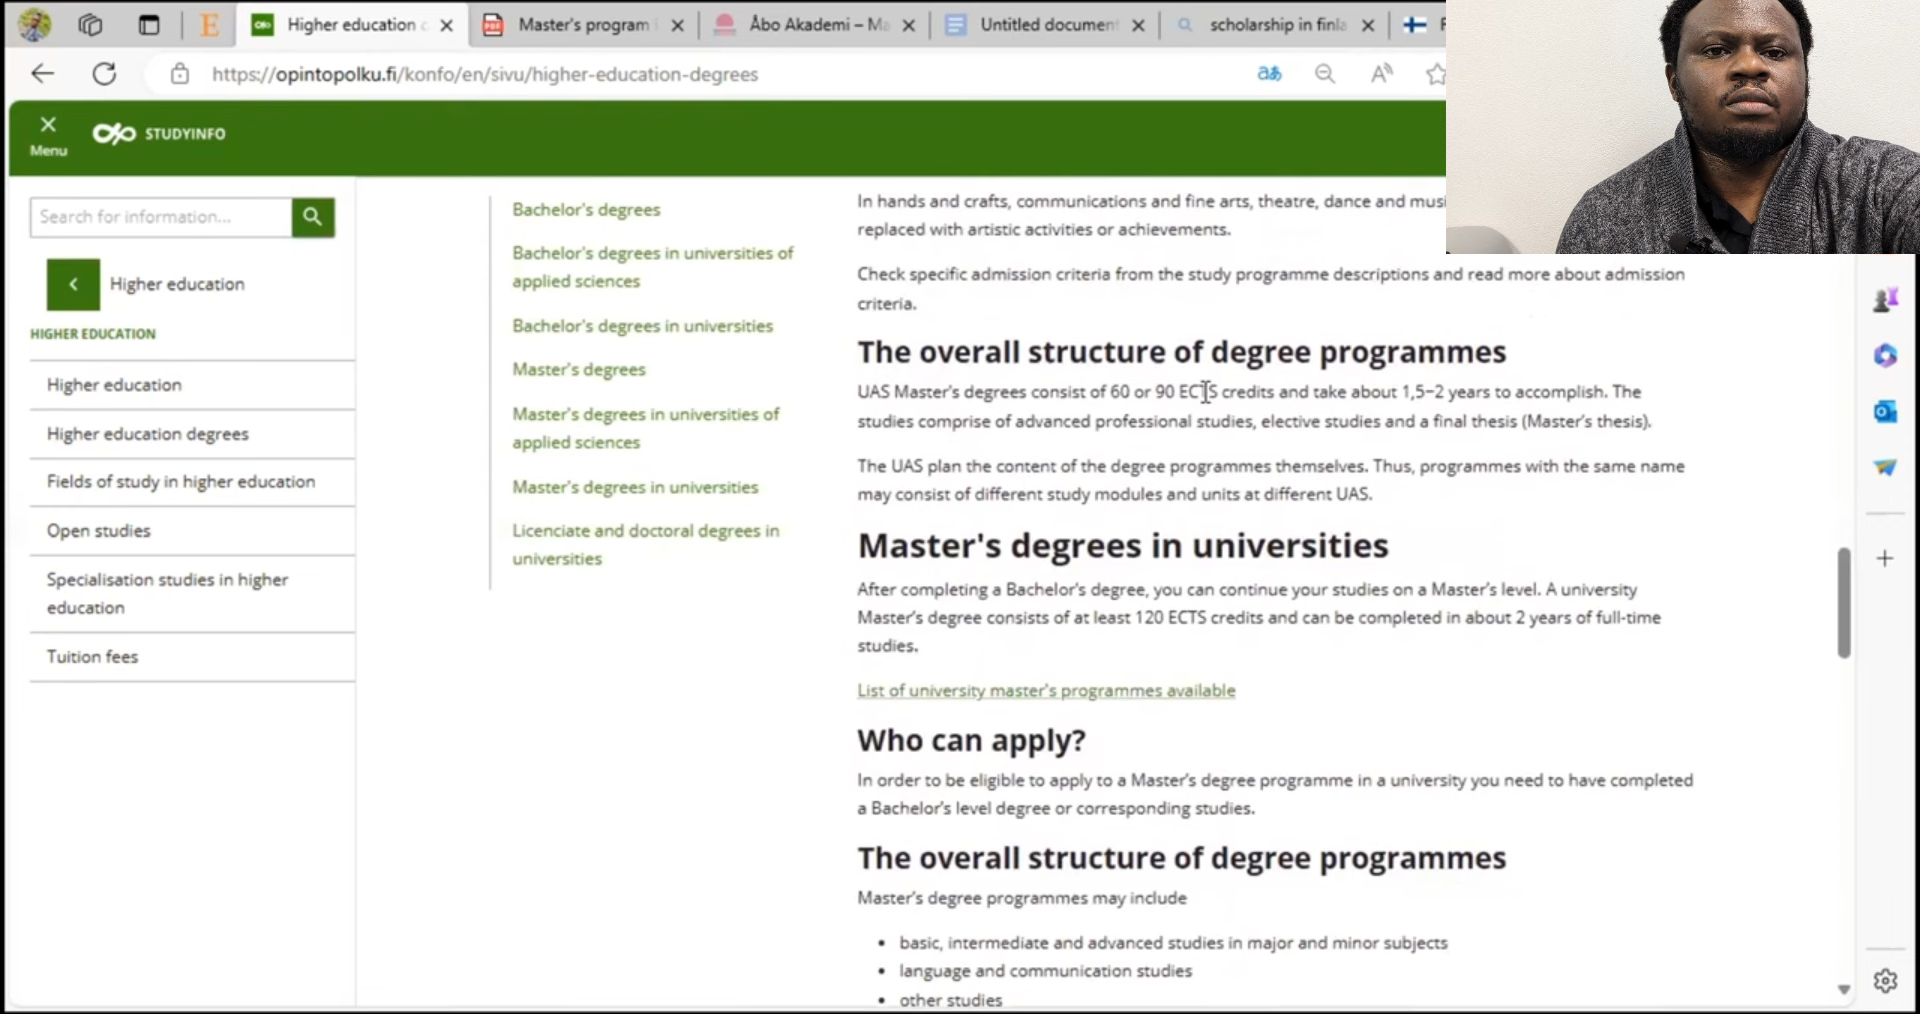 Higher education
Master's program
Åbo Akademi – Ma
Untitled document
scholarship in finla
https://opintopolku.fi/konfo/en/sivu/higher-education-degrees
Menu
STUDYINFO
Search for information...
Higher education
HIGHER EDUCATION
Higher education
Higher education degrees
Fields of study in higher education
Open studies
Specialisation studies in higher
education
Tuition fees
Bachelor's degrees
Bachelor's degrees in universities of
applied sciences
Bachelor's degrees in universities
Master's degrees
Master's degrees in universities of
applied sciences
Master's degrees in universities
Licenciate and doctoral degrees in
universities
In hands and crafts, communications and fine arts, theatre, dance and musi
replaced with artistic activities or achievements.
Check specific admission criteria from the study programme descriptions and read more about admission
criteria.
The overall structure of degree programmes
UAS Master's degrees consist of 60 or 90 ECTS credits and take about 1,5–2 years to accomplish. The
studies comprise of advanced professional studies, elective studies and a final thesis (Master's thesis).
The UAS plan the content of the degree programmes themselves. Thus, programmes with the same name
may consist of different study modules and units at different UAS.
Master's degrees in universities
After completing a Bachelor's degree, you can continue your studies on a Master's level. A university
Master's degree consists of at least 120 ECTS credits and can be completed in about 2 years of full-time
studies.
List of university master's programmes available
Who can apply?
In order to be eligible to apply to a Master's degree programme in a university you need to have completed
a Bachelor's level degree or corresponding studies.
The overall structure of degree programmes
Master's degree programmes may include
• basic, intermediate and advanced studies in major and minor subjects
• language and communication studies
• other studies